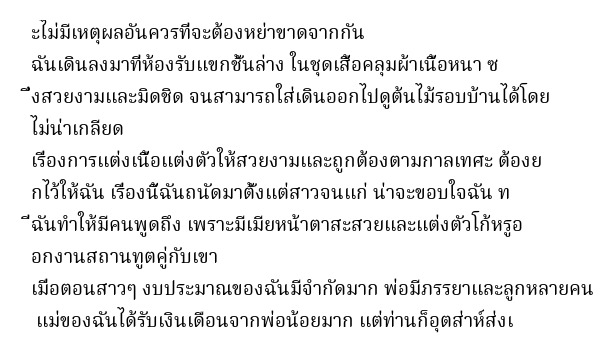 ะไม่มีเหตุผลอันควรที่จะต้องหย่าขาดจากกัน
ฉันเดินลงมาที่ห้องรับแขกชั้นล่าง ในชุดเสื้อคลุมผ้าเนื้อหนา ซ
ึ่งสวยงามและมิดชิด จนสามารถใส่เดินออกไปดูต้นไม้รอบบ้านได้โดย
ไม่น่าเกลียด
เรื่องการแต่งเนื้อแต่งตัวให้สวยงามและถูกต้องตามกาลเทศะ ต้องย
กไว้ให้ฉัน เรื่องนี้ฉันถนัดมาตั้งแต่สาวจนแก่ น่าจะขอบใจฉัน ท
ี่ฉันทำให้มีคนพูดถึง เพราะมีเมียหน้าตาสะสวยและแต่งตัวโก้หรูอ
อกงานสถานทูตคู่กับเขา
เมื่อตอนสาวๆ งบประมาณของฉันมีจำกัดมาก พ่อมีภรรยาและลูกหลายคน
แม่ของฉันได้รับเงินเดือนจากพ่อน้อยมาก แต่ท่านก็อุตส่าห์ส่งเ